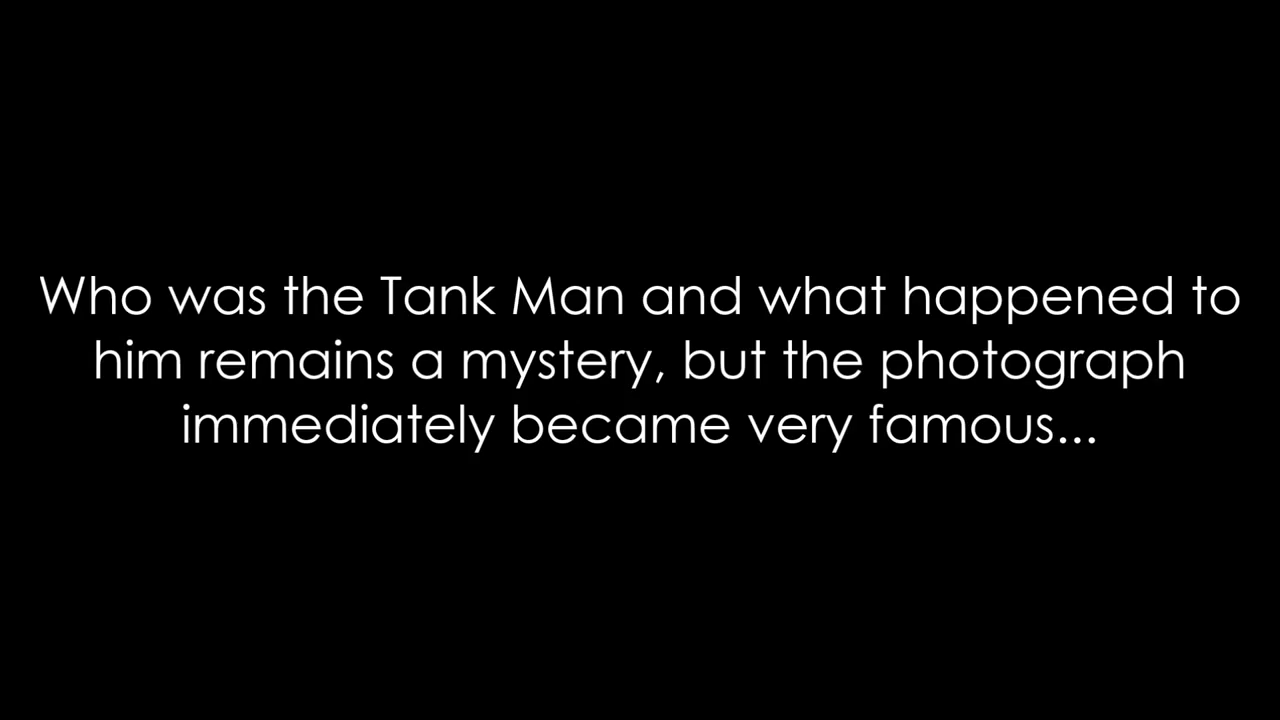 Who was the Tank Man and what happened to
him remains a mystery, but the photograph
immediately became very famous...